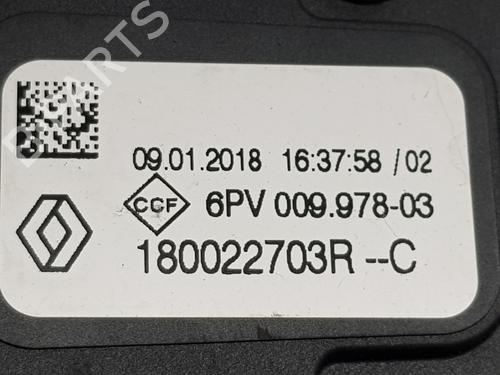 09.01.2018 16:37:58 /02
CCF 6PV 009.978-03
180022703R --C